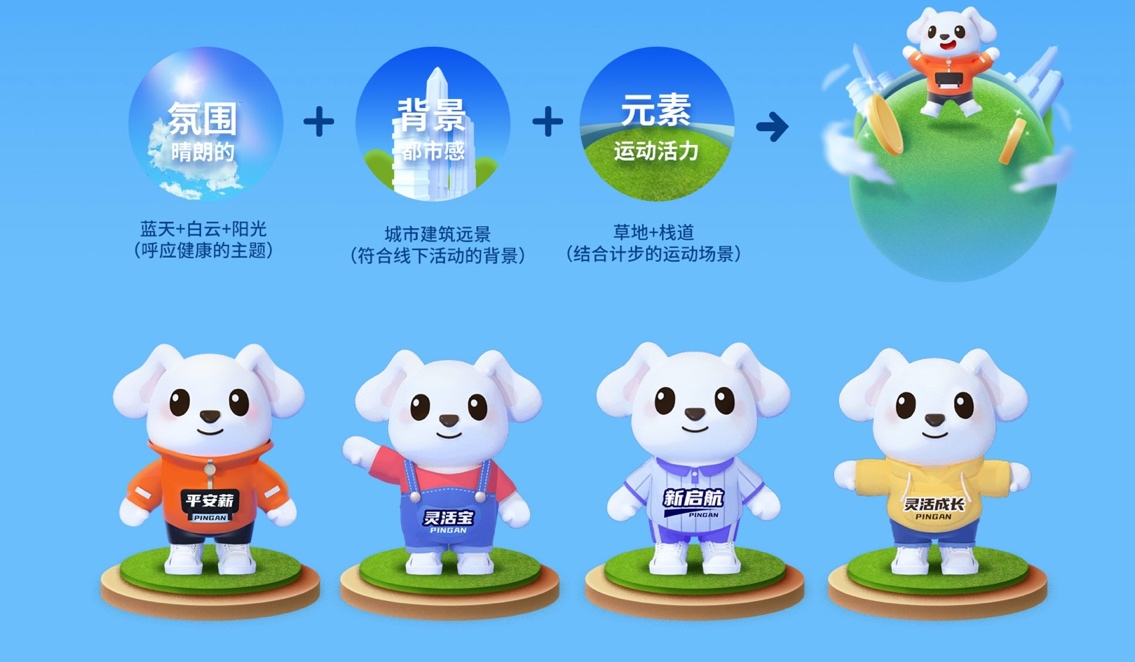 氛围
晴朗的
背景
都市感
元素
运动活力
蓝天+白云+阳光
（呼应健康的主题）
城市建筑远景
（符合线下活动的背景）
草地+栈道
（结合计步的运动场景）
平安薪
PINGAN
灵活宝
PINGAN
新启航
PINGAN
灵活成长
PINGAN